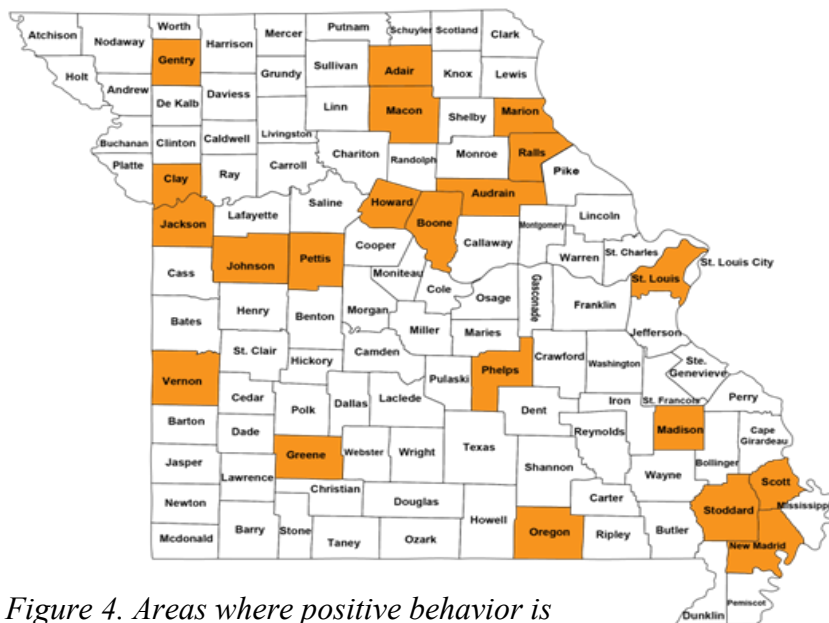 Worth
Putnam
Schuyler
Scotland
Clark
Atchison
Nodaway
Harrison
Mercer
Gentry
Sullivan
Adair
Holt
Grundy
Knox
Lewis
Andrew
De Kalb
Daviess
Linn
Macon
Shelby
Marion
Buchanan
Clinton
Caldwell
Livingston
Chariton
Randolph
Monroe
Ralls
Platte
Clay
Ray
Carroll
Pike
Audrain
Saline
Howard
Jackson
Lafayette
Boone
Montgomery
Lincoln
Callaway
Cooper
Johnson
Pettis
Warren
St. Charles
St. Louis City
Cass
Moniteau
Cole
St. Louis
Osage
Gasconade
Franklin
Henry
Benton
Morgan
Bates
Miller
Maries
Jefferson
St. Clair
Hickory
Camden
Crawford
Washington
Ste.
Genevieve
Vernon
Pulaski
Phelps
Cedar
Polk
Dallas
Laclede
Iron
St. Francois
Perry
Dent
Barton
Dade
Reynolds
Madison
Cape
Girardeau
Greene
Webster
Wright
Texas
Jasper
Lawrence
Shannon
Wayne
Bollinger
Scott
Christian
Douglas
Carter
Stoddard
Mississippi
Newton
Howell
Oregon
Ripley
Butler
Mcdonald
Barry
Stone
Taney
Ozark
New Madrid
Pemiscot
Dunklin
Figure 4. Areas where positive behavior is